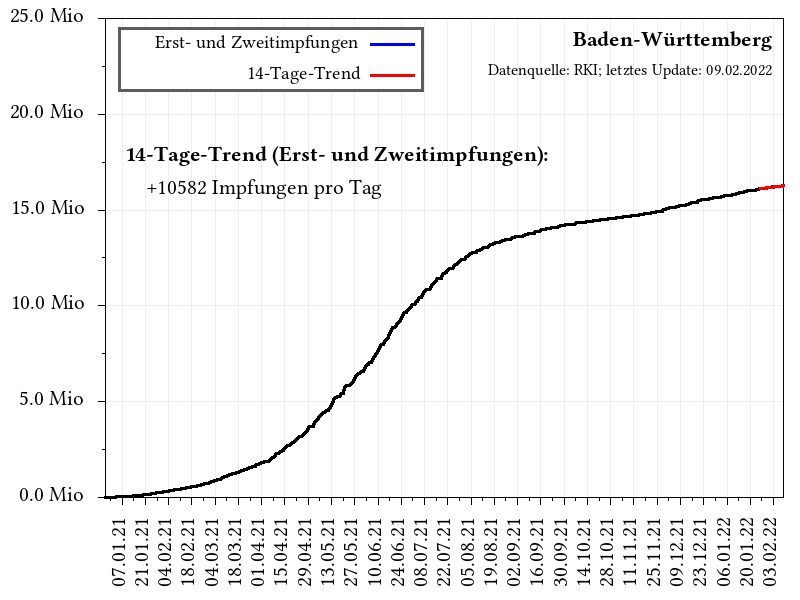 25.0 Mio
20.0 Mio
15.0 Mio
10.0 Mio
5.0 Mio
0.0 Mio
Erst- und Zweitimpfungen
14-Tage-Trend
Baden-Württemberg
Datenquelle: RKI; letztes Update: 09.02.2022
14-Tage-Trend (Erst- und Zweitimpfungen):
+10582 Impfungen pro Tag
07.01.21
21.01.21
04.02.21
18.02.21
04.03.21
18.03.21
01.04.21
15.04.21
29.04.21
13.05.21
27.05.21
10.06.21
24.06.21
08.07.21
22.07.21
05.08.21
19.08.21
02.09.21
16.09.21
30.09.21
14.10.21
28.10.21
11.11.21
25.11.21
09.12.21
23.12.21
06.01.22
20.01.22
03.02.22